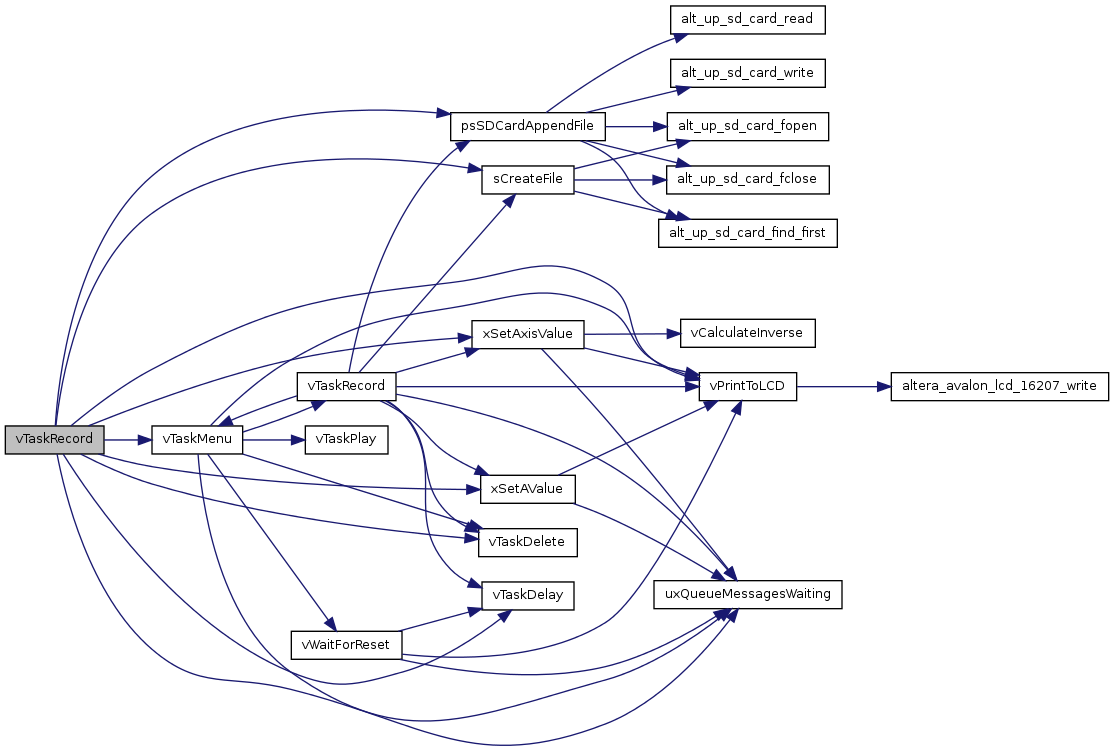 alt_up_sd_card_read
alt_up_sd_card_write
psSDCardAppendFile
alt_up_sd_card_fopen
sCreateFile
alt_up_sd_card_fclose
alt_up_sd_card_find_first
xSetAxisValue
vCalculateInverse
vTaskRecord
vPrintToLCD
altera_avalon_lcd_16207_write
vTaskRecord
vTaskMenu
vTaskPlay
xSetAValue
vTaskDelete
vTaskDelay
uxQueueMessagesWaiting
vWaitForReset